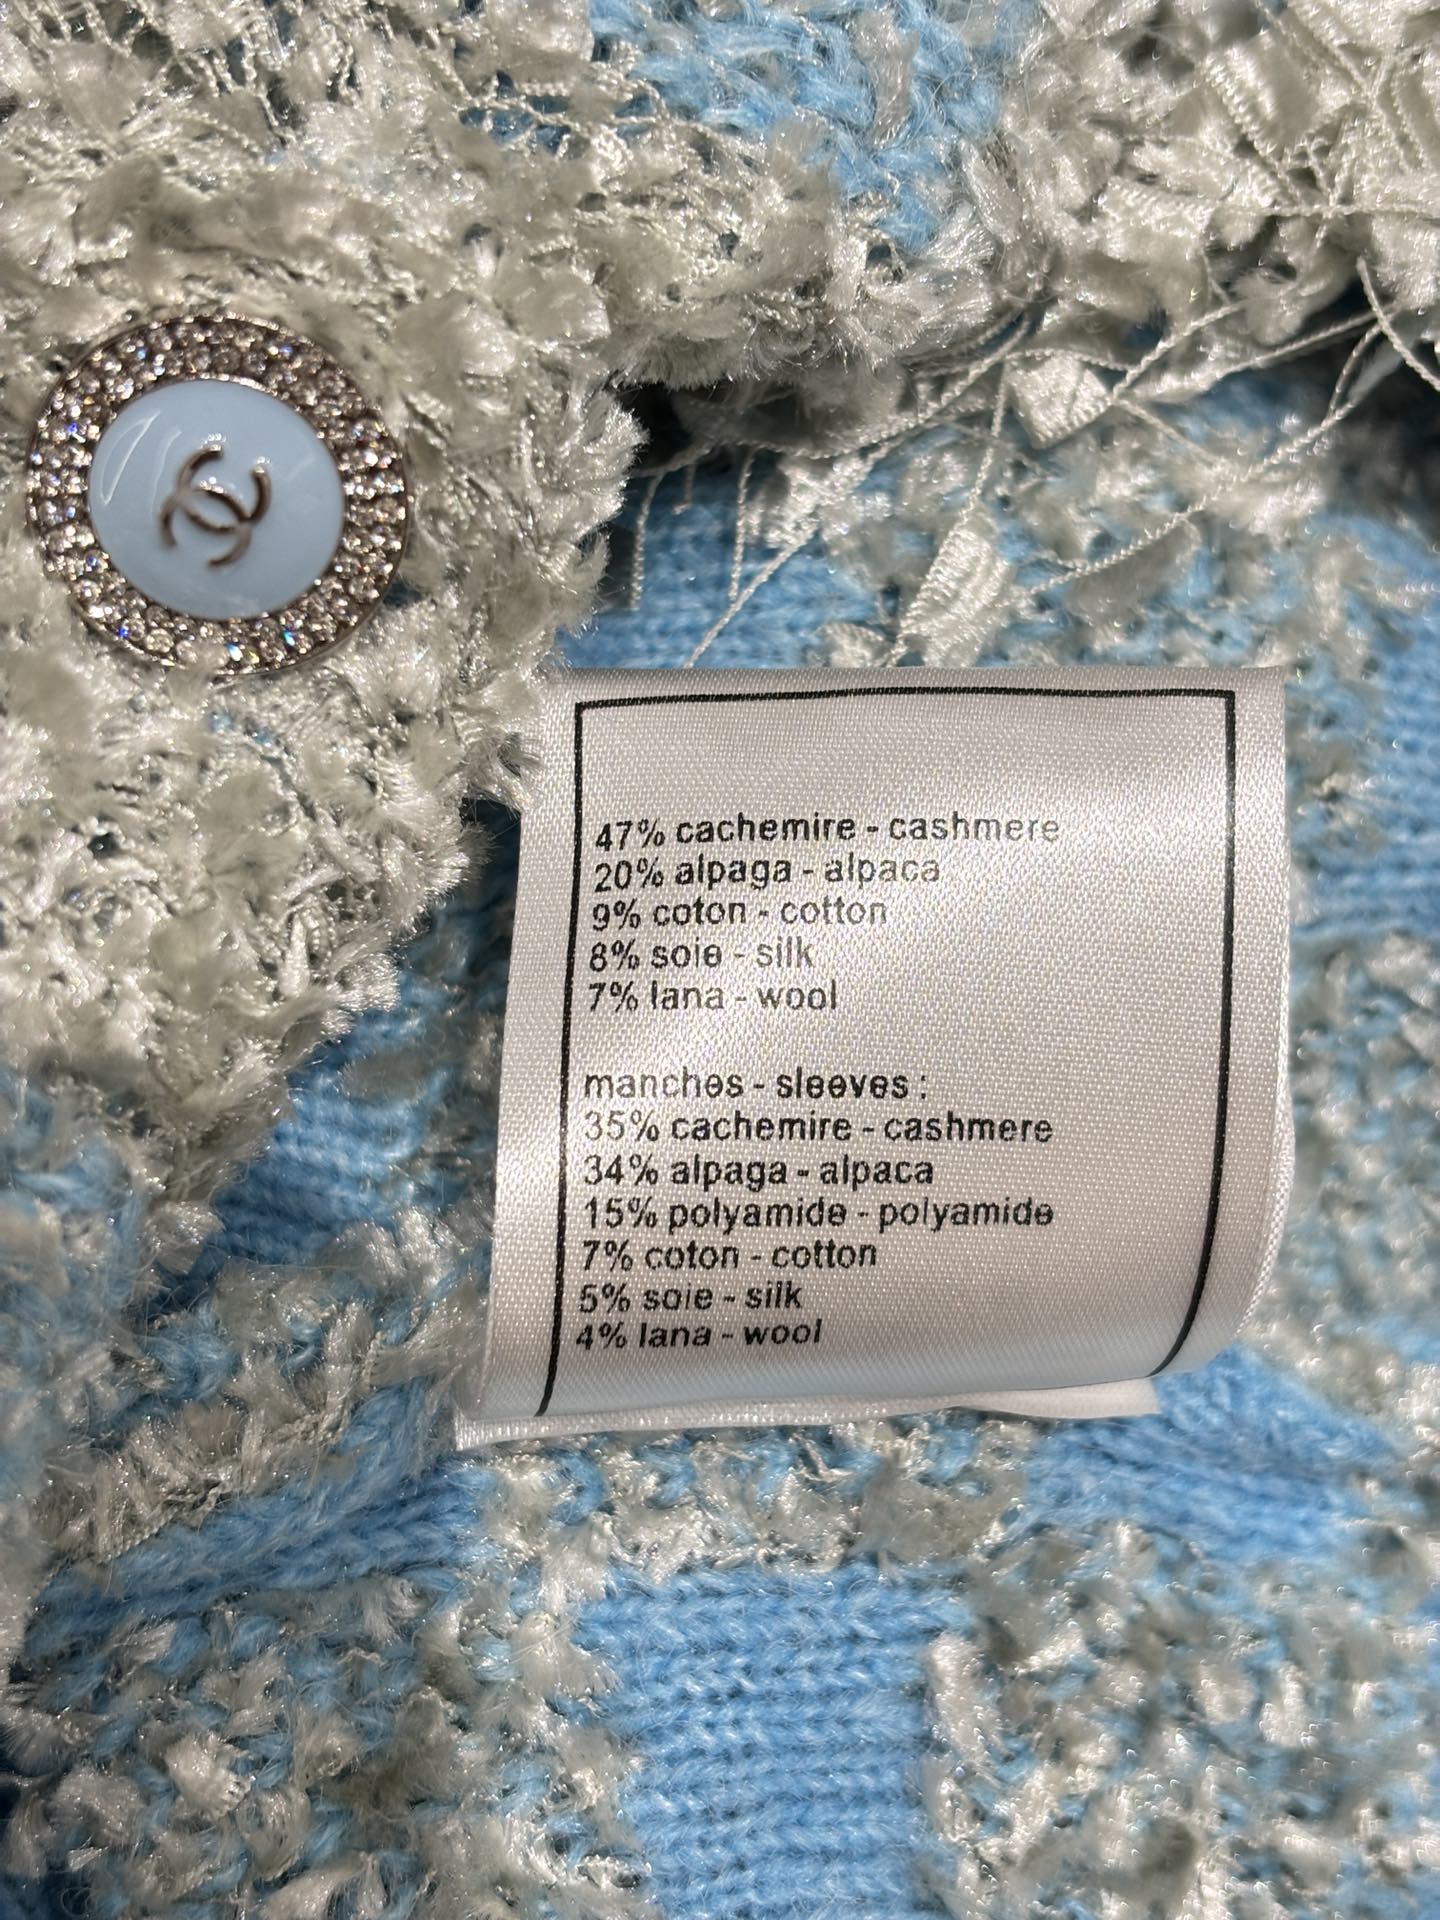 47% cachemire - cashmere
20% alpaga - alpaca
9% coton - cotton
8% soie - silk
7% lana - wool
manches - sleeves :
35% cachemire - cashmere
34% alpaga - alpaca
15% polyamide - polyamide
7% coton - cotton
5% soie - silk
4% lana - wool